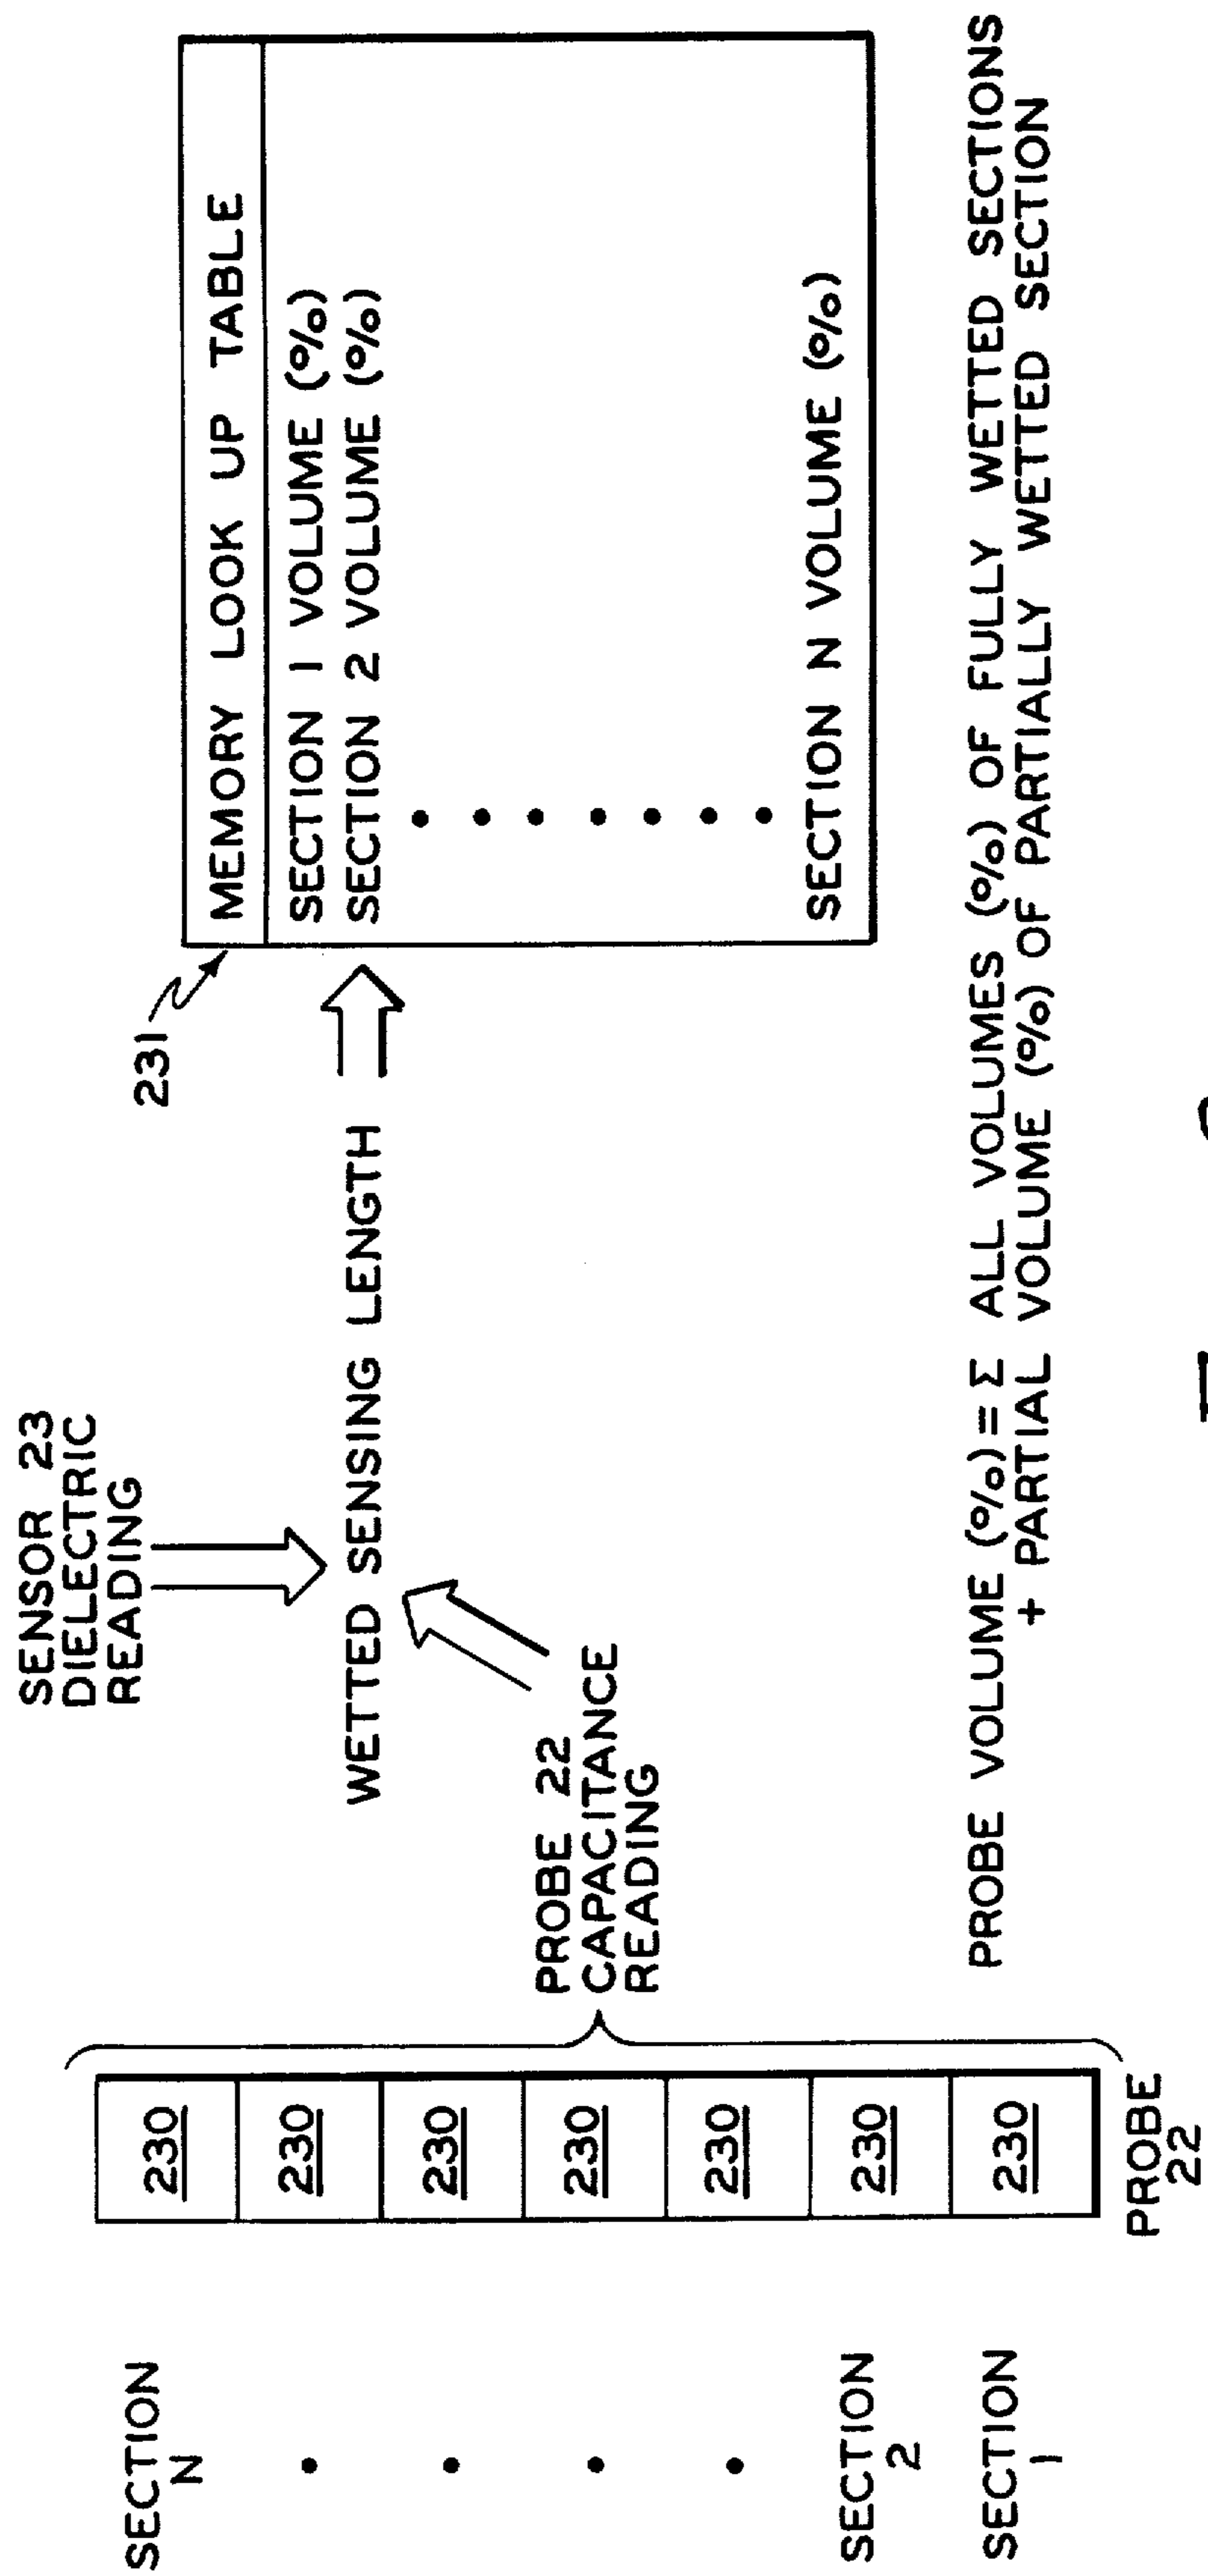 SENSOR 23
DIELECTRIC
READING
231
SECTION
N
SECTION
2
SECTION
1
230
230
230
230
230
230
230
PROBE
22
PROBE 22
CAPACITANCE
READING
WETTED SENSING LENGTH
MEMORY LOOK UP TABLE
SECTION 1 VOLUME (%)
SECTION 2 VOLUME (%)
SECTION N VOLUME (%)
PROBE VOLUME (%) = Σ ALL VOLUMES (%) OF FULLY WETTED SECTIONS
+ PARTIAL VOLUME (%) OF PARTIALLY WETTED SECTION